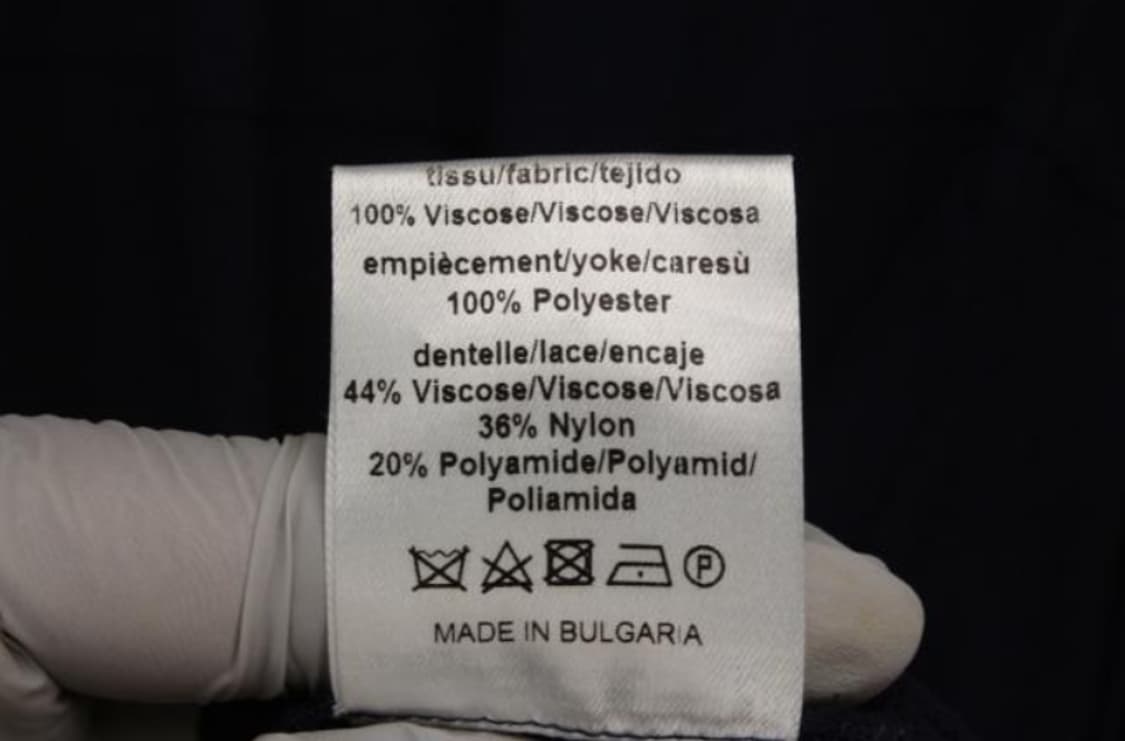 tissu/fabric/tejido
100% Viscose/Viscose/Viscosa
empiècement/yoke/caresù
100% Polyester
dentelle/lace/encaje
44% Viscose/Viscose/Viscosa
36% Nylon
20% Polyamide/Polyamid/
Poliamida
P
MADE IN BULGARIA